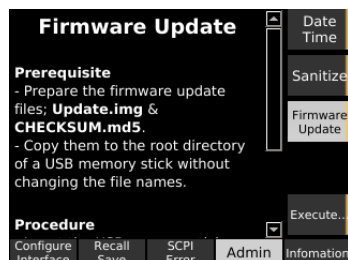 Firmware Update
Prerequisite
- Prepare the firmware update
files; Update.img &
CHECKSUM.md5.
- Copy them to the root directory
of a USB memory stick without
changing the file names.
Procedure
Date
Time
Sanitize
Firmware
Update
Execute...
Configure
Interface
Recall
Save
SCPI
Error
Admin
Infomation